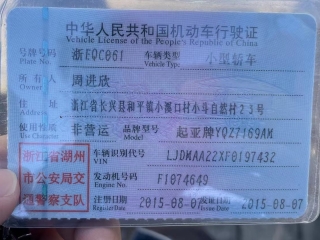 中华人民共和国机动车行驶证
Vehicle License of the People's Republic of China
号牌号码 浙EQC861 车辆类型 小型轿车
Plate No. Vehicle Type
所有人 周进欣
Owner
住址 浙江省长兴县和平镇小溪口村小斗自然村23号
Address
使用性质 非营运 品牌型号 起亚牌YQZ7169AM
Use Character Model
浙江省湖州
市公安局交
通警察支队
车辆识别代号 LJDMAA22XF0197432
VIN
发动机号码 F1074649
Engine No.
注册日期 2015-08-07 发证日期 2015-08-07
Register Date Issue Date